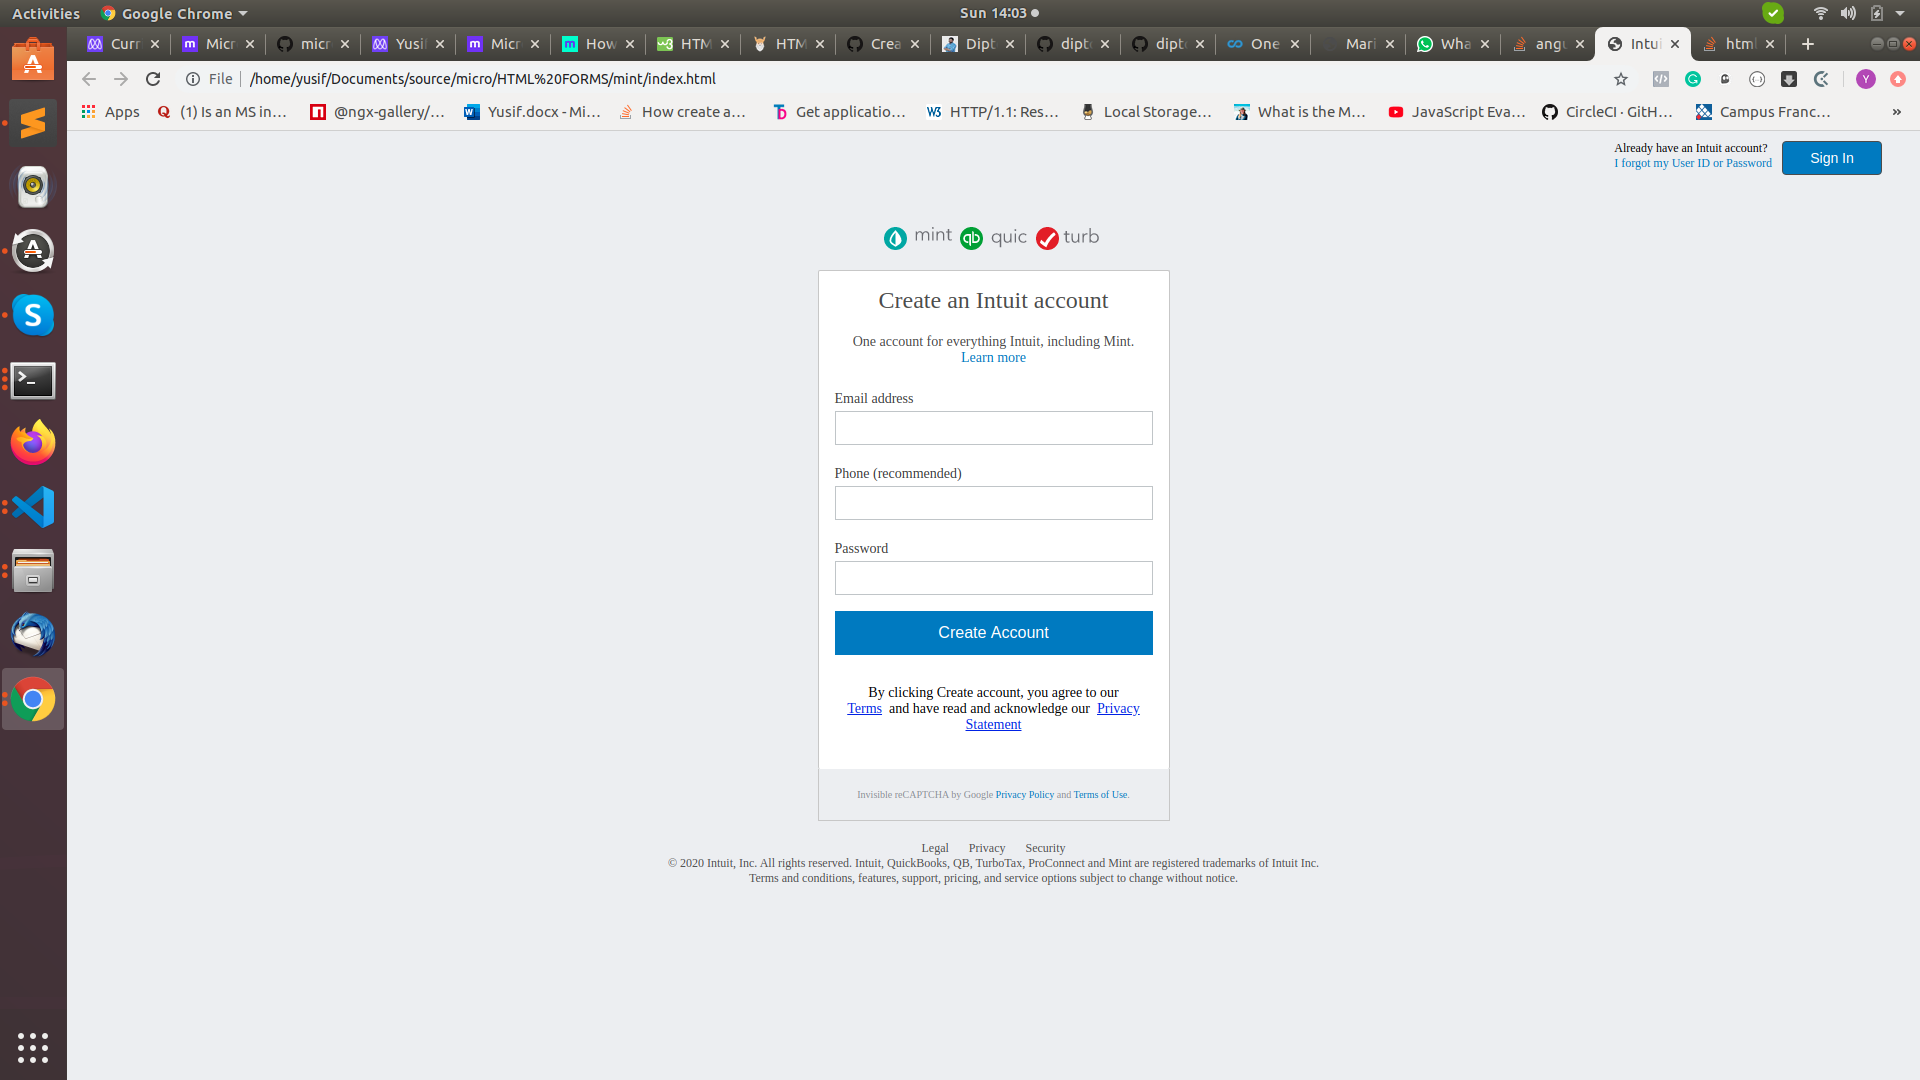 Activities Google Chrome Sun 14:03
Curr Micr micr Yusif Micr How HTM HTM Crea Dipt dipt dipt One Mari Wha angu Intui html
File /home/yusif/Documents/source/micro/HTML%20FORMS/mint/index.html
Apps (1) Is an MS in… @ngx-gallery/… Yusif.docx - Mi… How create a… Get applicatio… HTTP/1.1: Res… Local Storage… What is the M… JavaScript Eva… CircleCI · GitH… Campus Franc… »
Already have an Intuit account?
I forgot my User ID or Password
Sign In
mint qb quic turb
Create an Intuit account
One account for everything Intuit, including Mint.
Learn more
Email address
Phone (recommended)
Password
Create Account
By clicking Create account, you agree to our
Terms and have read and acknowledge our Privacy
Statement
Invisible reCAPTCHA by Google Privacy Policy and Terms of Use.
Legal Privacy Security
© 2020 Intuit, Inc. All rights reserved. Intuit, QuickBooks, QB, TurboTax, ProConnect and Mint are registered trademarks of Intuit Inc.
Terms and conditions, features, support, pricing, and service options subject to change without notice.